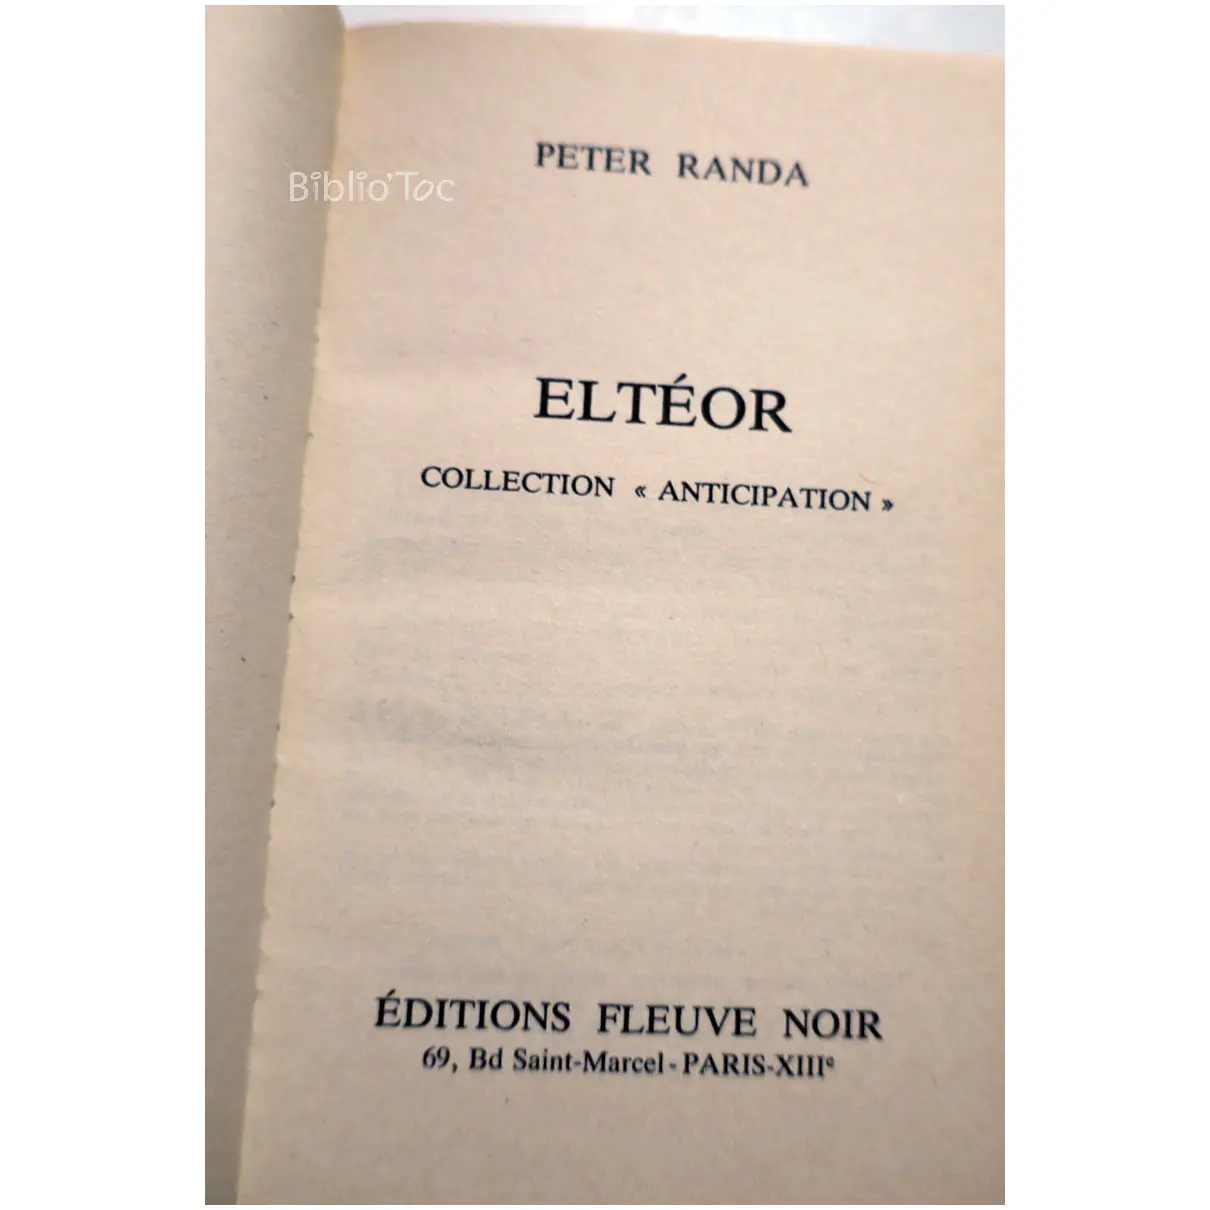 PETER RANDA
Biblio'Toc
ELTÉOR
COLLECTION « ANTICIPATION »
ÉDITIONS FLEUVE NOIR
69, Bd Saint-Marcel - PARIS-XIIIe